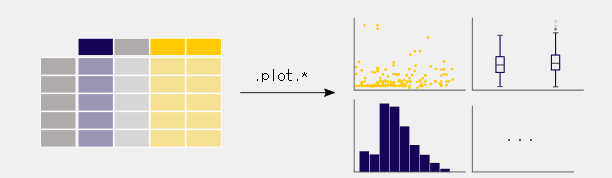 .plot.*
. . .